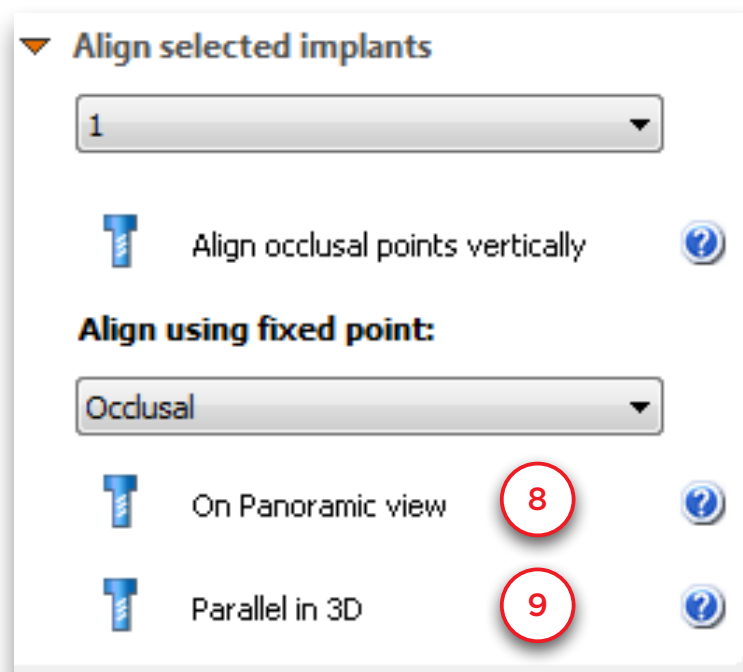 Align selected implants
1
Align occlusal points vertically ?
Align using fixed point:
Occlusal
On Panoramic view 8 ?
Parallel in 3D 9 ?